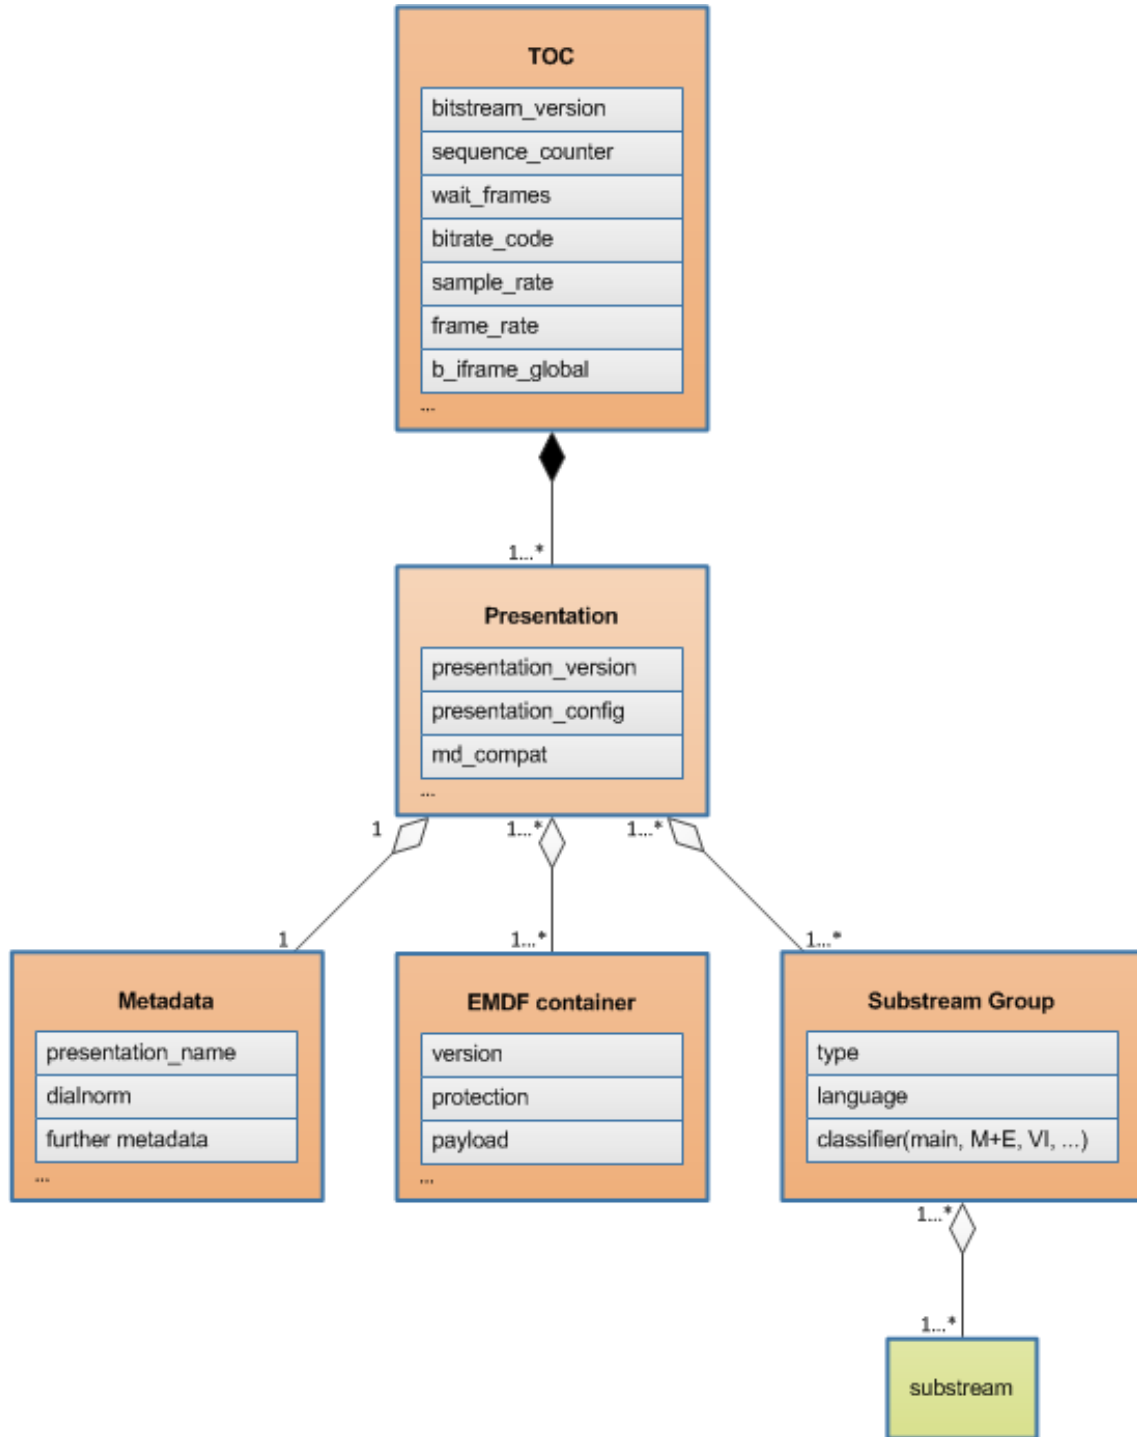 TOC
bitstream_version
sequence_counter
wait_frames
bitrate_code
sample_rate
frame_rate
b_iframe_global
...
1...*
Presentation
presentation_version
presentation_config
md_compat
...
1
1...*
1...*
1
1...*
1...*
Metadata
presentation_name
dialnorm
further metadata
...
EMDF container
version
protection
payload
...
Substream Group
type
language
classifier(main, M+E, VI, ...)
1...*
1...*
substream